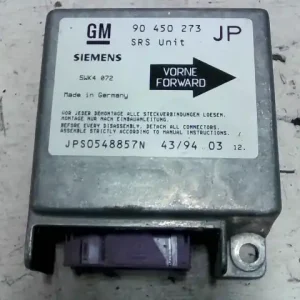 GM 90 450 273 JP
SRS Unit
SIEMENS
5WK4 072
VORNE
FORWARD
Made in Germany
VOR JEDER DEMONTAGE ALLE STECKVERBINDUNGEN LOESEN.
MONTAGE NUR NACH EINBAUANLEITUNG.
BEFORE EVERY DISASSEMBLY, DETACH ALL CONNECTORS.
ASSEMBLE STRICTLY ACCORDING TO MANUAL INSTRUCTIONS.
JPS0548857N 43/94 03 12.